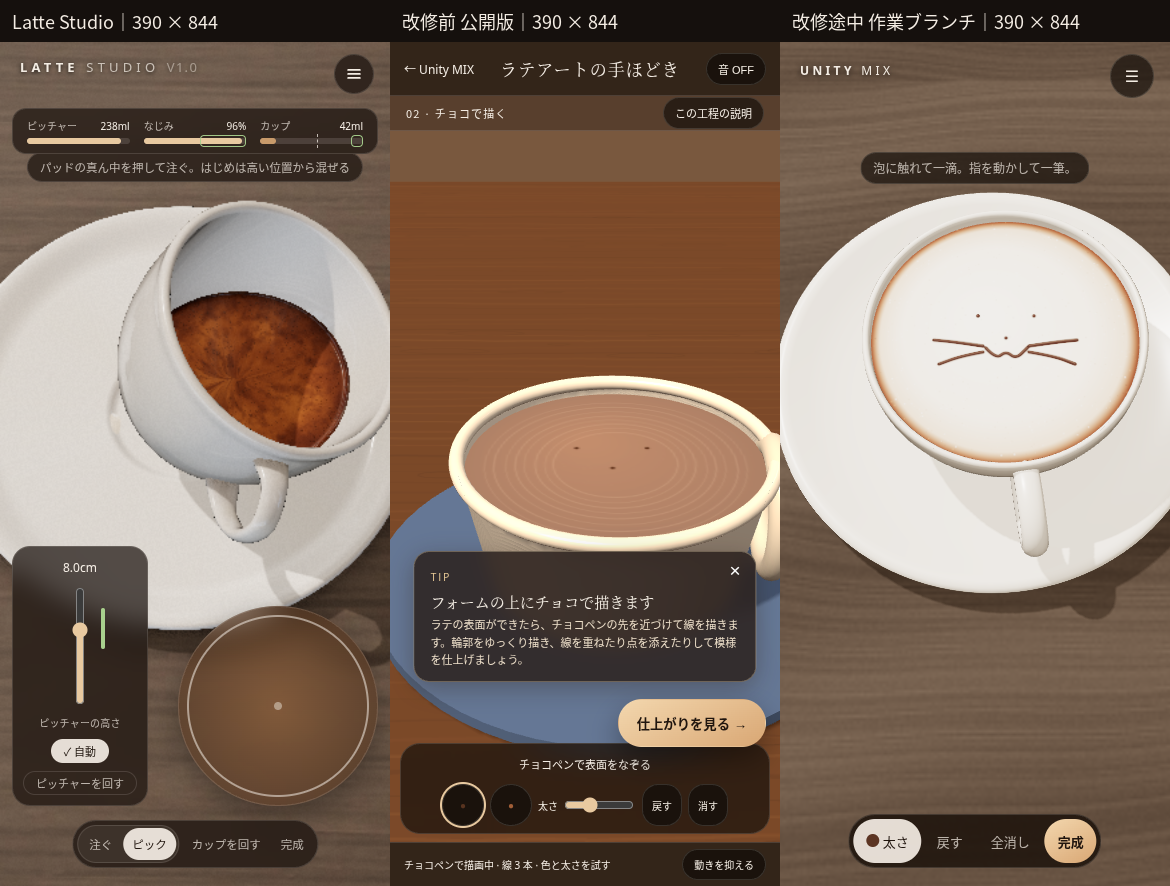 Latte Studio｜390 × 844
LATTE STUDIO V1.0
≡
ピッチャー 238ml なじみ 96% カップ 42ml
パッドの真ん中を押して注ぐ。はじめは高い位置から混ぜる
8.0cm
ピッチャーの高さ
✓ 自動
ピッチャーを回す
注ぐ ピック カップを回す 完成
改修前 公開版｜390 × 844
← Unity MIX ラテアートの手ほどき 音 OFF
02 · チョコで描く この工程の説明
TIP ×
フォームの上にチョコで描きます
ラテの表面ができたら、チョコペンの先を近づけて線を描きま
す。輪郭をゆっくり描き、線を重ねたり点を添えたりして模様
を仕上げましょう。
仕上がりを見る →
チョコペンで表面をなぞる
太さ 戻す 消す
チョコペンで描画中 · 線 3 本 · 色と太さを試す 動きを抑える
改修途中 作業ブランチ｜390 × 844
UNITY MIX
☰
泡に触れて一滴。指を動かして一筆。
太さ 戻す 全消し 完成